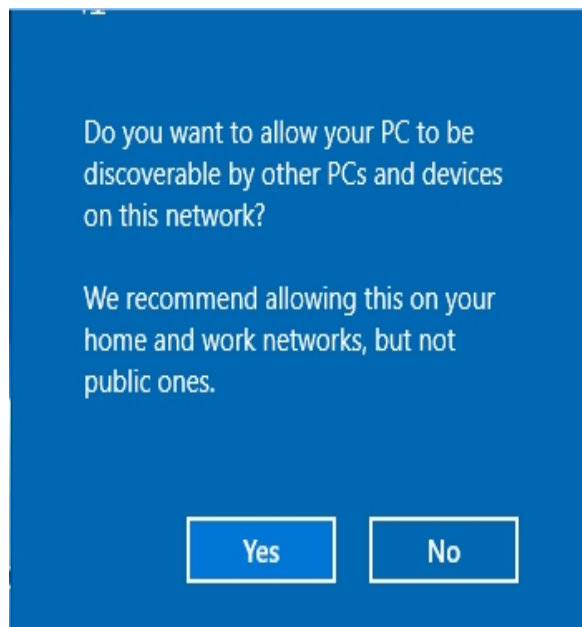 Do you want to allow your PC to be
discoverable by other PCs and devices
on this network?
We recommend allowing this on your
home and work networks, but not
public ones.
Yes
No